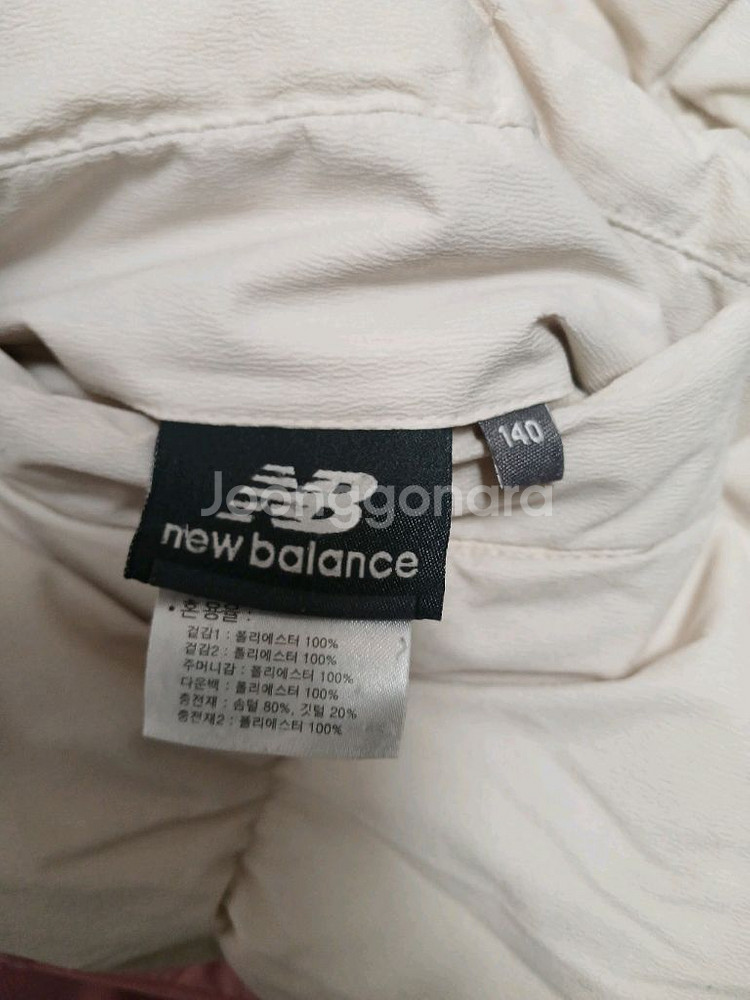 140
NB
Joonggonara
new balance
• 혼용율 :
겉감1 : 폴리에스터 100%
겉감2 : 폴리에스터 100%
주머니감 : 폴리에스터 100%
다운백 : 폴리에스터 100%
충전재 : 솜털 80%, 깃털 20%
충전재2 : 폴리에스터 100%